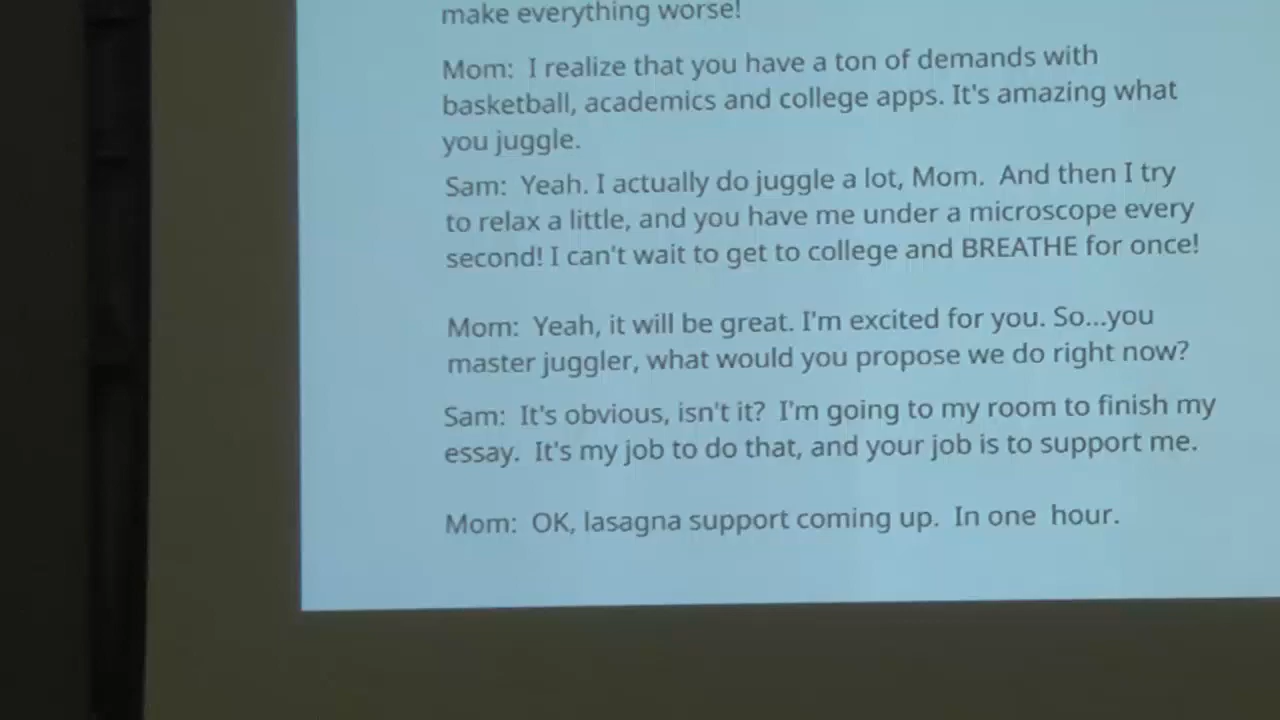 make everything worse!
Mom: I realize that you have a ton of demands with
basketball, academics and college apps. It's amazing what
you juggle.
Sam: Yeah. I actually do juggle a lot, Mom. And then I try
to relax a little, and you have me under a microscope every
second! I can't wait to get to college and BREATHE for once!
Mom: Yeah, it will be great. I'm excited for you. So...you
master juggler, what would you propose we do right now?
Sam: It's obvious, isn't it? I'm going to my room to finish my
essay. It's my job to do that, and your job is to support me.
Mom: OK, lasagna support coming up. In one hour.